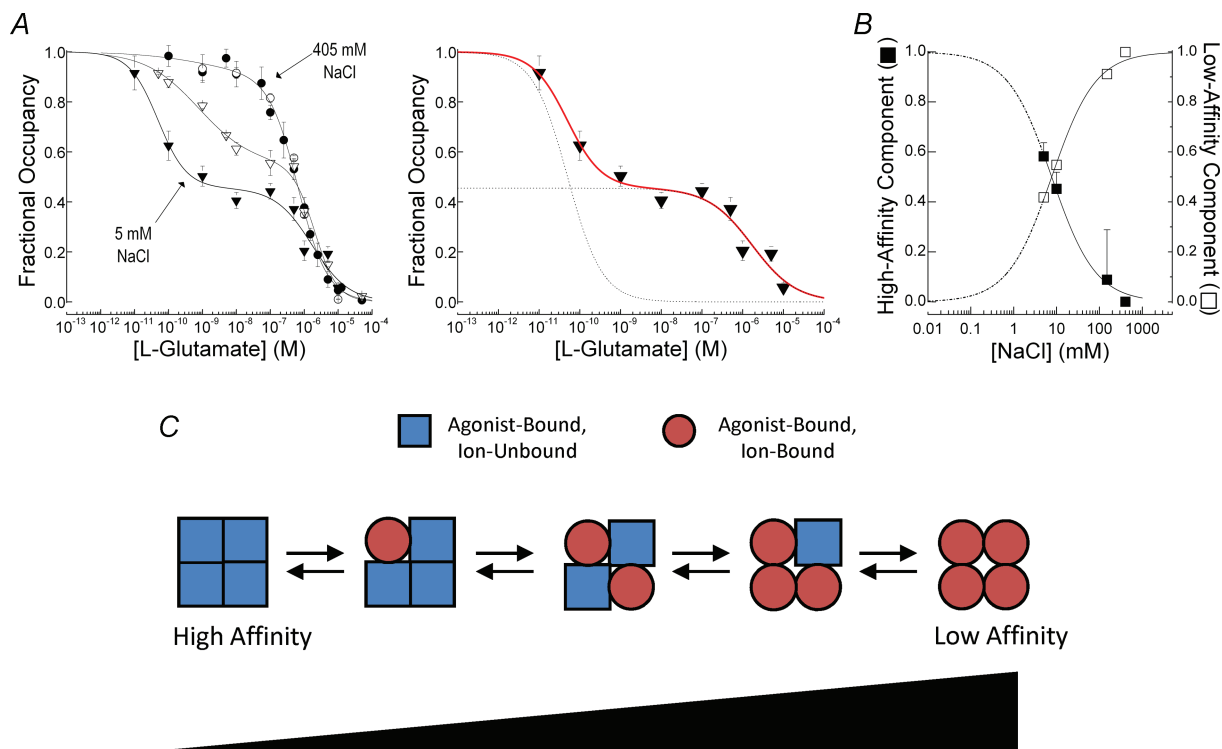 A
1.0
0.8
0.6
0.4
0.2
0.0
Fractional Occupancy
405 mM
NaCl
5 mM
NaCl
10-13 10-12 10-11 10-10 10-9 10-8 10-7 10-6 10-5 10-4
[L-Glutamate] (M)
1.0
0.8
0.6
0.4
0.2
0.0
Fractional Occupancy
10-13 10-12 10-11 10-10 10-9 10-8 10-7 10-6 10-5 10-4
[L-Glutamate] (M)
B
High-Affinity Component (■)
1.0
0.8
0.6
0.4
0.2
0.0
1.0
0.8
0.6
0.4
0.2
0.0
Low-Affinity Component (□)
0.01 0.1 1 10 100 1000
[NaCl] (mM)
C
Agonist-Bound,
Ion-Unbound
Agonist-Bound,
Ion-Bound
High Affinity
Low Affinity